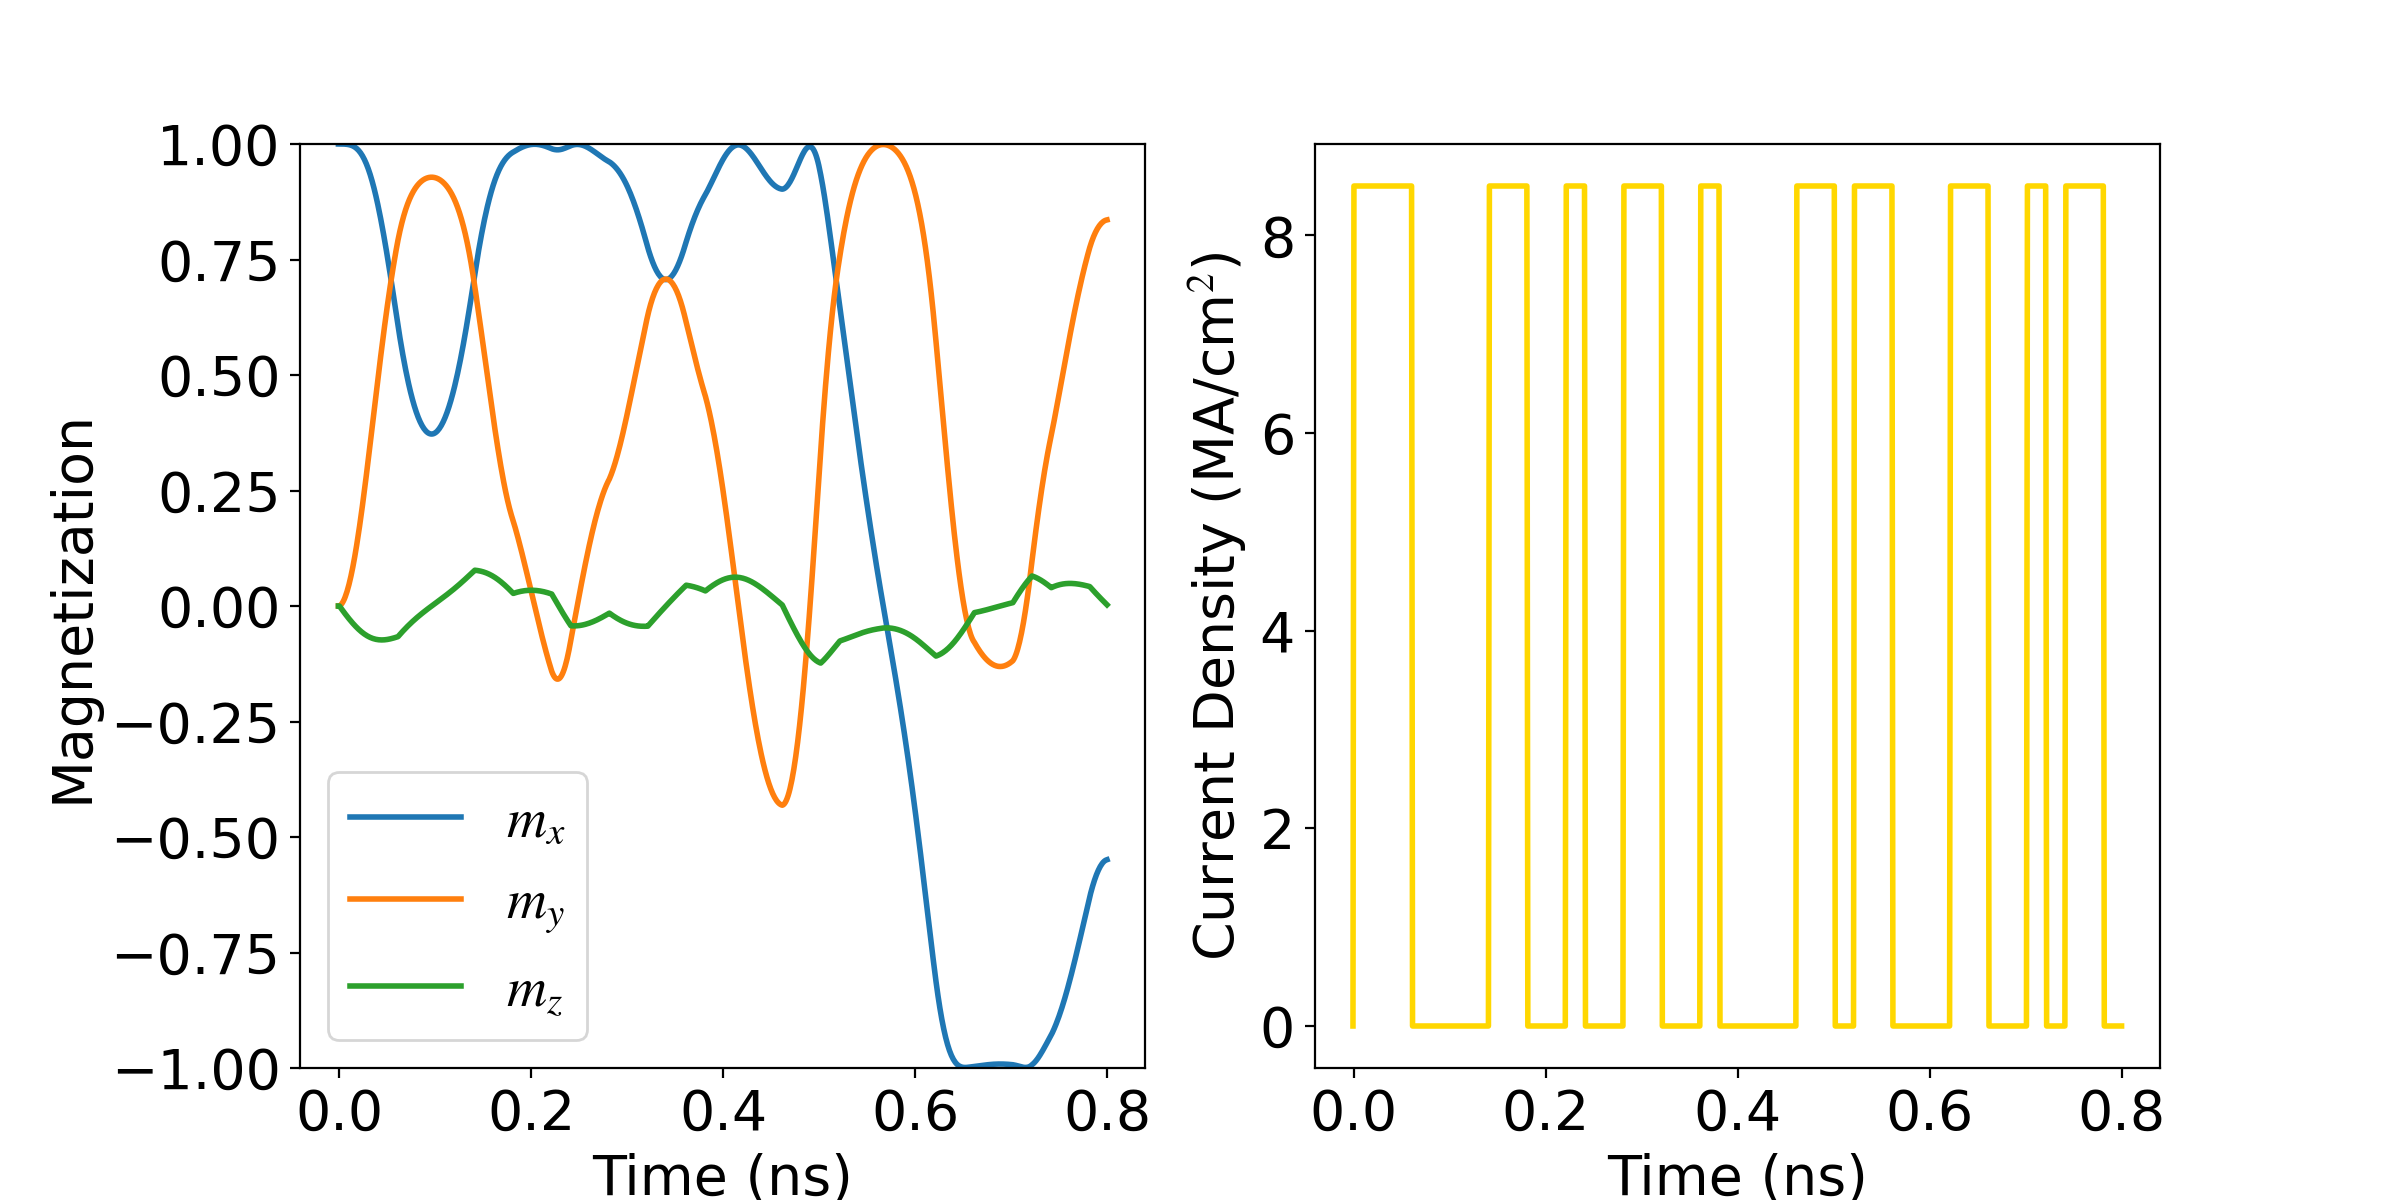 Magnetization
1.00
0.75
0.50
0.25
0.00
−0.25
−0.50
−0.75
−1.00
m_x
m_y
m_z
0.0 0.2 0.4 0.6 0.8
Time (ns)
Current Density (MA/cm²)
8
6
4
2
0
0.0 0.2 0.4 0.6 0.8
Time (ns)